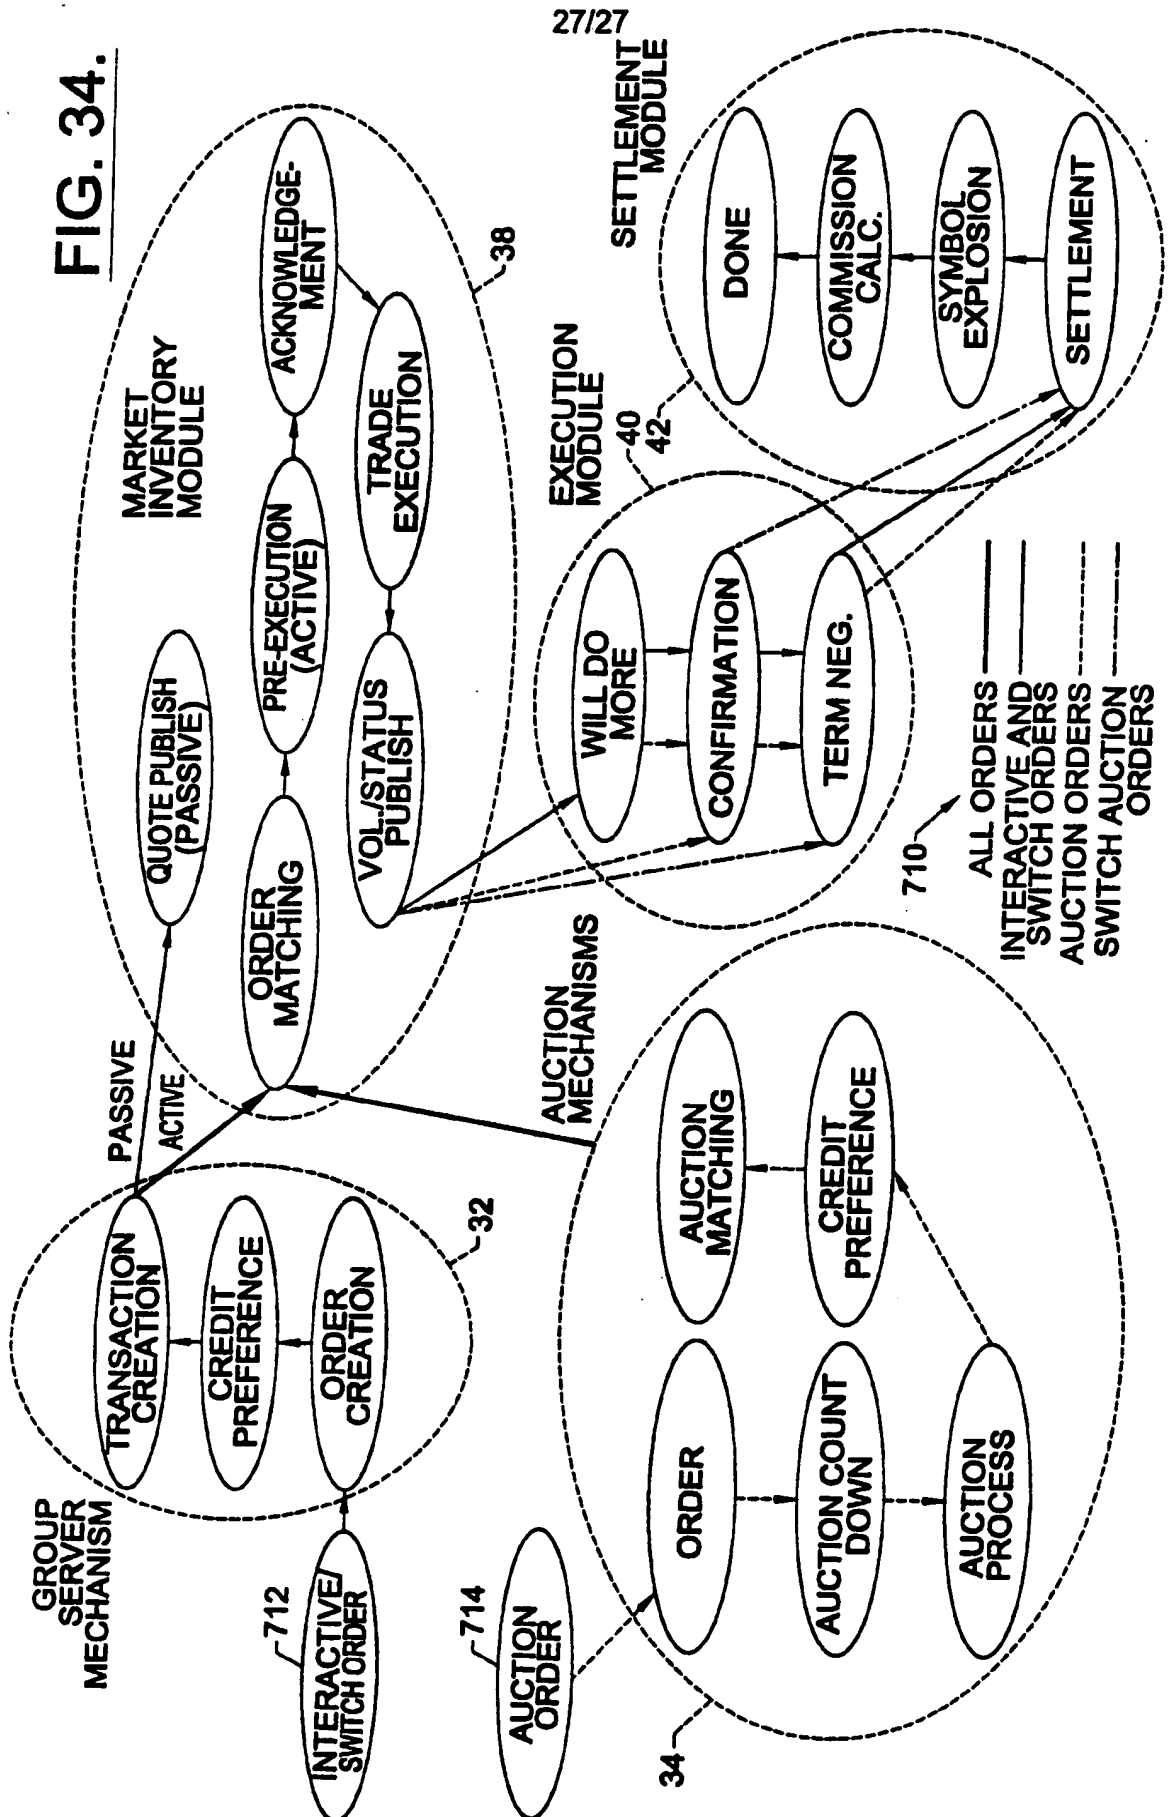 27/27
FIG. 34.
GROUP
SERVER
MECHANISM
TRANSACTION
CREATION
CREDIT
PREFERENCE
ORDER
CREATION
32
712
INTERACTIVE/
SWITCH ORDER
714
AUCTION
ORDER
PASSIVE
ACTIVE
MARKET
INVENTORY
MODULE
QUOTE PUBLISH
(PASSIVE)
ORDER
MATCHING
PRE-EXECUTION
(ACTIVE)
ACKNOWLEDGE-
MENT
TRADE
EXECUTION
VOL./STATUS
PUBLISH
38
AUCTION
MECHANISMS
ORDER
AUCTION COUNT
DOWN
AUCTION
PROCESS
CREDIT
PREFERENCE
AUCTION
MATCHING
34
EXECUTION
MODULE
40
42
WILL DO
MORE
CONFIRMATION
TERM NEG.
SETTLEMENT
MODULE
DONE
COMMISSION
CALC.
SYMBOL
EXPLOSION
SETTLEMENT
710
ALL ORDERS
INTERACTIVE AND
SWITCH ORDERS
AUCTION ORDERS
SWITCH AUCTION
ORDERS